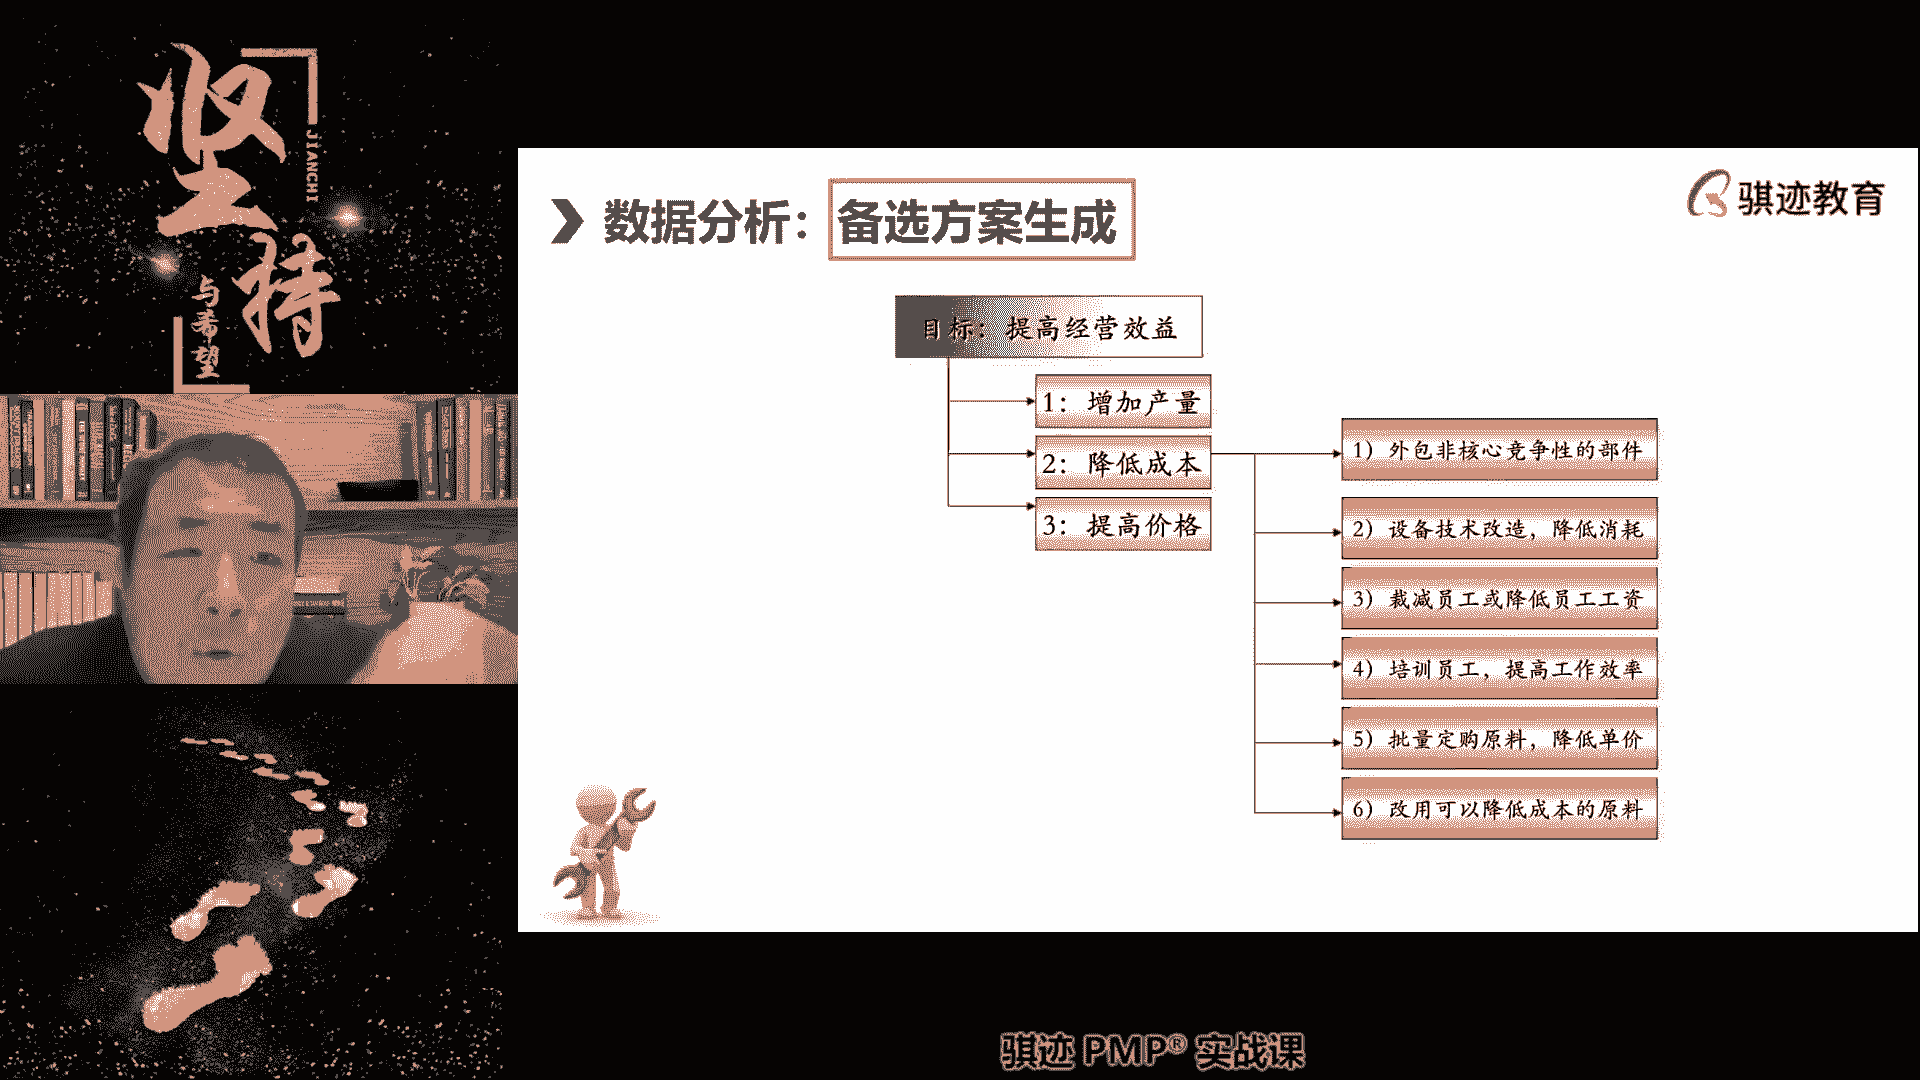 坚持
JIANCHI
与希望
数据分析：备选方案生成
骐迹教育
目标：提高经营效益
1：增加产量
2：降低成本
3：提高价格
1）外包非核心竞争性的部件
2）设备技术改造，降低消耗
3）裁减员工或降低员工工资
4）培训员工，提高工作效率
5）批量定购原料，降低单价
6）改用可以降低成本的原料
骐迹 PMP® 实战课